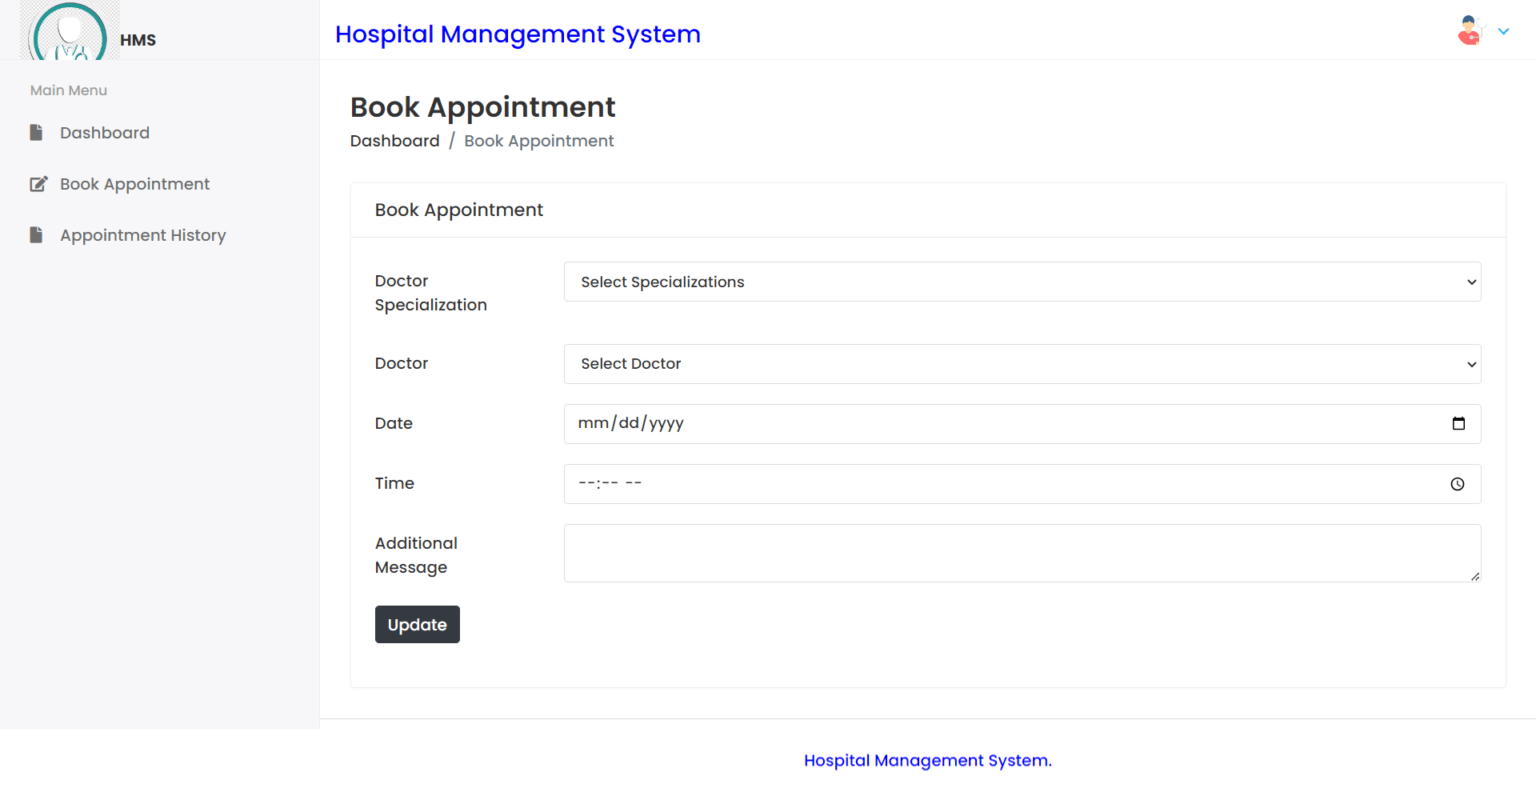 HMS
Hospital Management System
Main Menu
Dashboard
Book Appointment
Appointment History
Book Appointment
Dashboard / Book Appointment
Book Appointment
Doctor
Specialization
Select Specializations
Doctor
Select Doctor
Date
mm/dd/yyyy
Time
--:-- --
Additional
Message
Update
Hospital Management System.